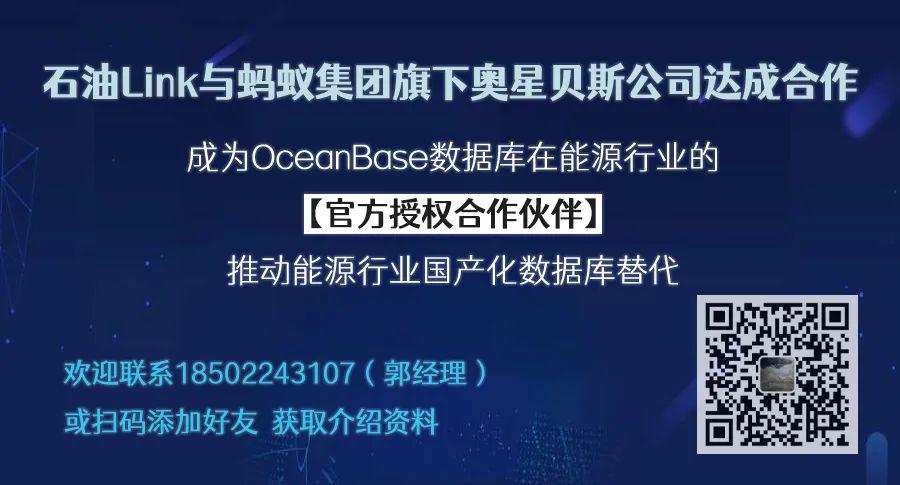 石油Link与蚂蚁集团旗下奥星贝斯公司达成合作
成为OceanBase数据库在能源行业的
【官方授权合作伙伴】
推动能源行业国产化数据库替代
欢迎联系18502243107（郭经理）
或扫码添加好友 获取介绍资料